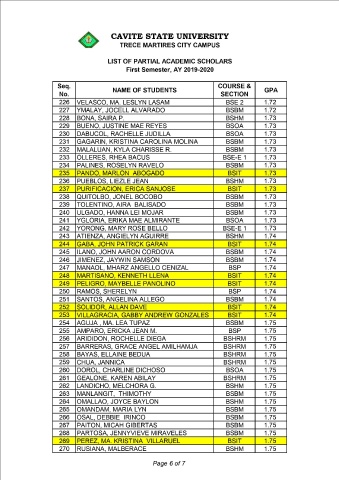 CAVITE STATE UNIVERSITY
TRECE MARTIRES CITY CAMPUS
LIST OF PARTIAL ACADEMIC SCHOLARS
First Semester, AY 2019-2020
Seq. No. NAME OF STUDENTS COURSE & SECTION GPA
226 VELASCO, MA. LESLYN LASAM BSE 2 1.72
227 YMALAY, JOCELL ALVARADO BSBM 1.72
228 BONA, SAIRA P. BSHM 1.73
229 BUENO, JUSTINE MAE REYES BSOA 1.73
230 DABUCOL, RACHELLE JUDILLA BSOA 1.73
231 GAGARIN, KRISTINA CAROLINA MOLINA BSBM 1.73
232 MALALUAN, KYLA CHARISSE R. BSBM 1.73
233 OLLERES, RHEA BACUS BSE-E 1 1.73
234 PALINES, ROSELYN RAVELO BSBM 1.73
235 PANDO, MARLON ABOGADO BSIT 1.73
236 PUEBLOS, LIEZLE JEAN BSHM 1.73
237 PURIFICACION, ERICA SANJOSE BSIT 1.73
238 QUITOLBO, JONEL BOCOBO BSBM 1.73
239 TOLENTINO, AIRA BALISADO BSBM 1.73
240 ULGADO, HANNA LEI MOJAR BSBM 1.73
241 YGLORIA, ERIKA MAE ALMIRANTE BSOA 1.73
242 YORONG, MARY ROSE BELLO BSE-E 1 1.73
243 ATIENZA, ANGIELYN AGUIRRE BSHM 1.74
244 GABA, JOHN PATRICK GARAN BSIT 1.74
245 ILANO, JOHN AARON CORDOVA BSBM 1.74
246 JIMENEZ, JAYWIN SAMSON BSBM 1.74
247 MANAOL, MHARZ ANGELLO CENIZAL BSP 1.74
248 MARTISANO, KENNETH LLENA BSIT 1.74
249 PELIGRO, MAYBELLE PANOLINO BSIT 1.74
250 RAMOS, SHERELYN BSP 1.74
251 SANTOS, ANGELINA ALLEGO BSBM 1.74
252 SOLIDOR, ALLAN DAVE BSIT 1.74
253 VILLAGRACIA, GABBY ANDREW GONZALES BSIT 1.74
254 AGUJA, MA. LEA TUPAZ BSBM 1.75
255 AMPARO, ERICKA JEAN M. BSP 1.75
256 ARIDIDON, ROCHELLE DIEGA BSHRM 1.75
257 BARRERAS, GRACE ANGEL AMILHAMJA BSHRM 1.75
258 BAYAS, ELLAINE BEDUA BSHRM 1.75
259 CHUA, JANNICA BSHRM 1.75
260 DOROL, CHARLINE DICHOSO BSOA 1.75
261 GEALONE, KAREN ABILAY BSHRM 1.75
262 LANDICHO, MELCHORA G. BSHM 1.75
263 MANLANGIT, THIMOTHY BSBM 1.75
264 OMALLAO, JOYCE BAYLON BSHM 1.75
265 OMANDAM, MARIA LYN BSBM 1.75
266 OSAL, DEBBIE IRINCO BSBM 1.75
267 PAITON, MICAH GIBERTAS BSBM 1.75
268 PARTOSA, JENNYVIEVE MIRAVELES BSBM 1.75
269 PEREZ, MA. KRISTINA VILLARUEL BSIT 1.75
270 RUSIANA, MALBERACE BSHM 1.75
Page 6 of 7